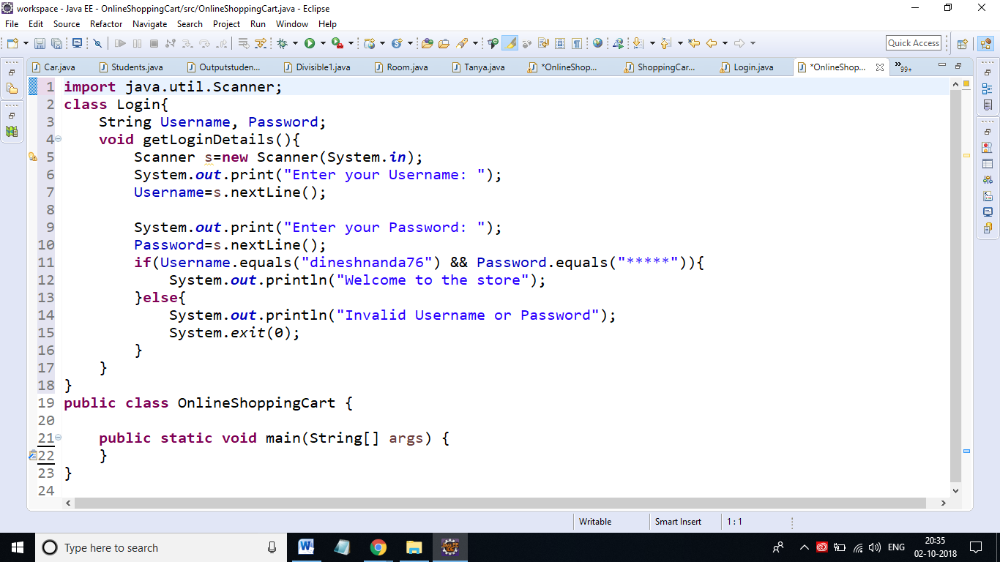 workspace - Java EE - OnlineShoppingCart/src/OnlineShoppingCart.java - Eclipse
File Edit Source Refactor Navigate Search Project Run Window Help
Quick Access
Car.java Students.java Outputstuden... Divisible1.java Room.java Tanya.java *OnlineShop... ShoppingCar... Login.java *OnlineShop... »99+
1 import java.util.Scanner;
2 class Login{
3     String Username, Password;
4     void getLoginDetails(){
5         Scanner s=new Scanner(System.in);
6         System.out.print("Enter your Username: ");
7         Username=s.nextLine();
8
9         System.out.print("Enter your Password: ");
10         Password=s.nextLine();
11         if(Username.equals("dineshnanda76") && Password.equals("*****")){
12             System.out.println("Welcome to the store");
13         }else{
14             System.out.println("Invalid Username or Password");
15             System.exit(0);
16         }
17     }
18 }
19 public class OnlineShoppingCart {
20
21     public static void main(String[] args) {
22     }
23 }
24
Writable Smart Insert 1 : 1
Type here to search
ENG 20:35
02-10-2018